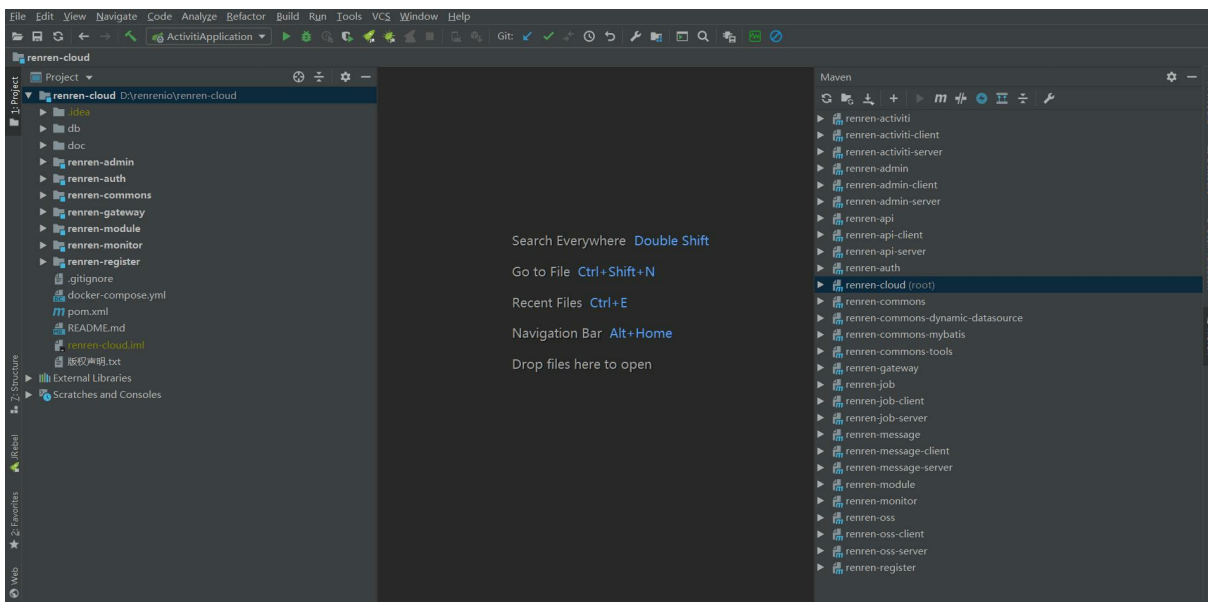 File Edit View Navigate Code Analyze Refactor Build Run Tools VCS Window Help
ActivitiApplication Git:
renren-cloud
1: Project
Project
renren-cloud D:\renrenio\renren-cloud
.idea
db
doc
renren-admin
renren-auth
renren-commons
renren-gateway
renren-module
renren-monitor
renren-register
.gitignore
docker-compose.yml
pom.xml
README.md
renren-cloud.iml
版权声明.txt
External Libraries
Scratches and Consoles
Z: Structure
JRebel
2: Favorites
Web
Search Everywhere Double Shift
Go to File Ctrl+Shift+N
Recent Files Ctrl+E
Navigation Bar Alt+Home
Drop files here to open
Maven
renren-activiti
renren-activiti-client
renren-activiti-server
renren-admin
renren-admin-client
renren-admin-server
renren-api
renren-api-client
renren-api-server
renren-auth
renren-cloud (root)
renren-commons
renren-commons-dynamic-datasource
renren-commons-mybatis
renren-commons-tools
renren-gateway
renren-job
renren-job-client
renren-job-server
renren-message
renren-message-client
renren-message-server
renren-module
renren-monitor
renren-oss
renren-oss-client
renren-oss-server
renren-register